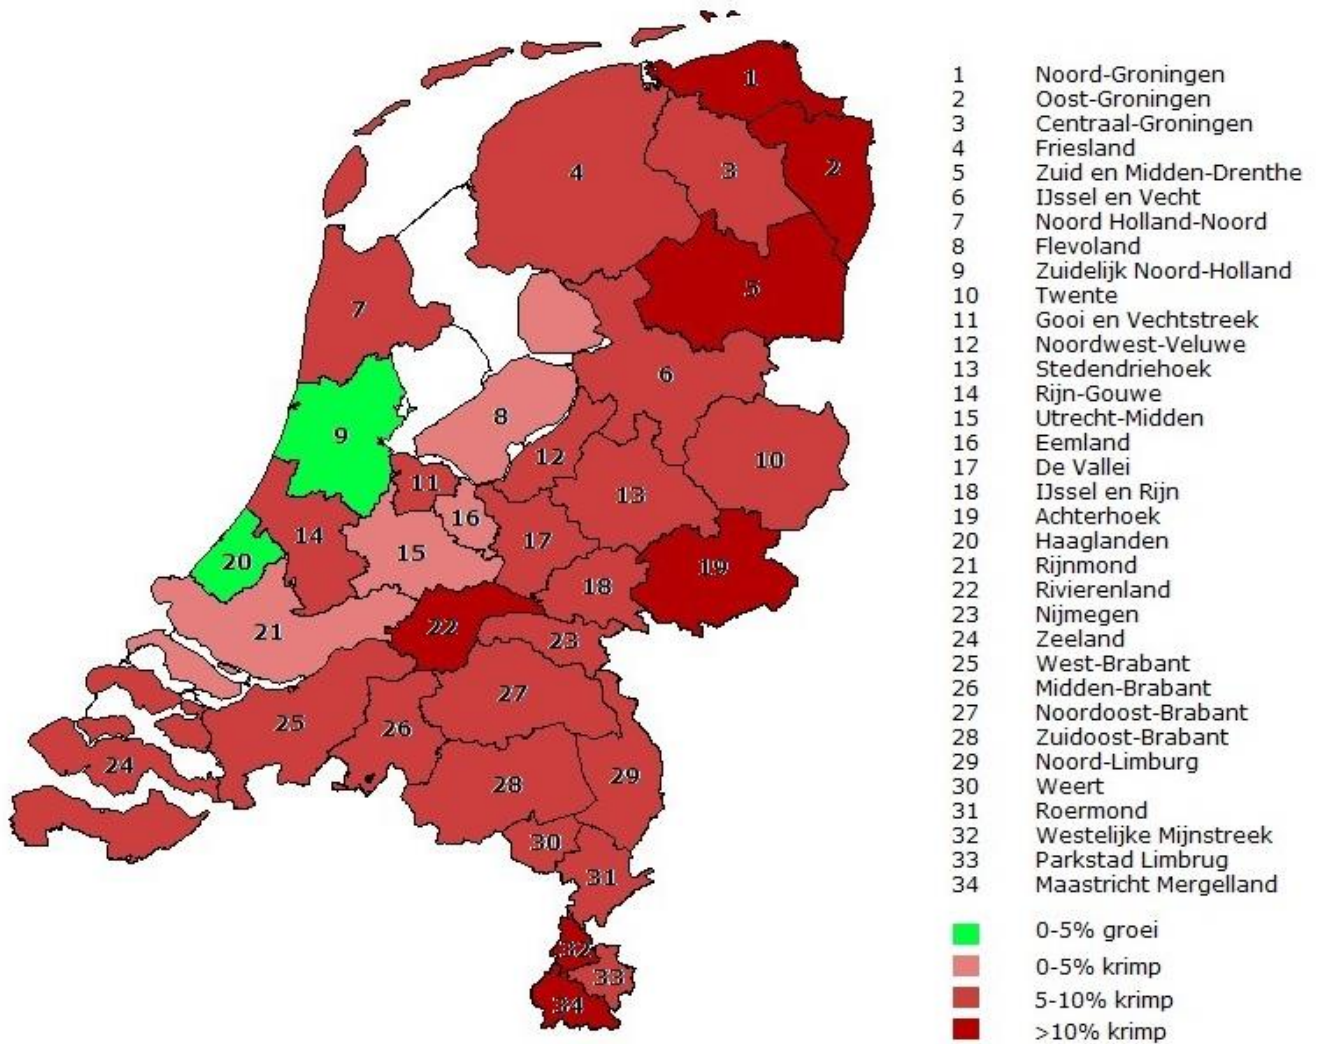 1 Noord-Groningen
2 Oost-Groningen
3 Centraal-Groningen
4 Friesland
5 Zuid en Midden-Drenthe
6 IJssel en Vecht
7 Noord Holland-Noord
8 Flevoland
9 Zuidelijk Noord-Holland
10 Twente
11 Gooi en Vechtstreek
12 Noordwest-Veluwe
13 Stedendriehoek
14 Rijn-Gouwe
15 Utrecht-Midden
16 Eemland
17 De Vallei
18 IJssel en Rijn
19 Achterhoek
20 Haaglanden
21 Rijnmond
22 Rivierenland
23 Nijmegen
24 Zeeland
25 West-Brabant
26 Midden-Brabant
27 Noordoost-Brabant
28 Zuidoost-Brabant
29 Noord-Limburg
30 Weert
31 Roermond
32 Westelijke Mijnstreek
33 Parkstad Limbrug
34 Maastricht Mergelland
0-5% groei
0-5% krimp
5-10% krimp
>10% krimp
1
2
3
4
5
6
7
8
9
10
11
12
13
14
15
16
17
18
19
20
21
22
23
24
25
26
27
28
29
30
31
32
33
34